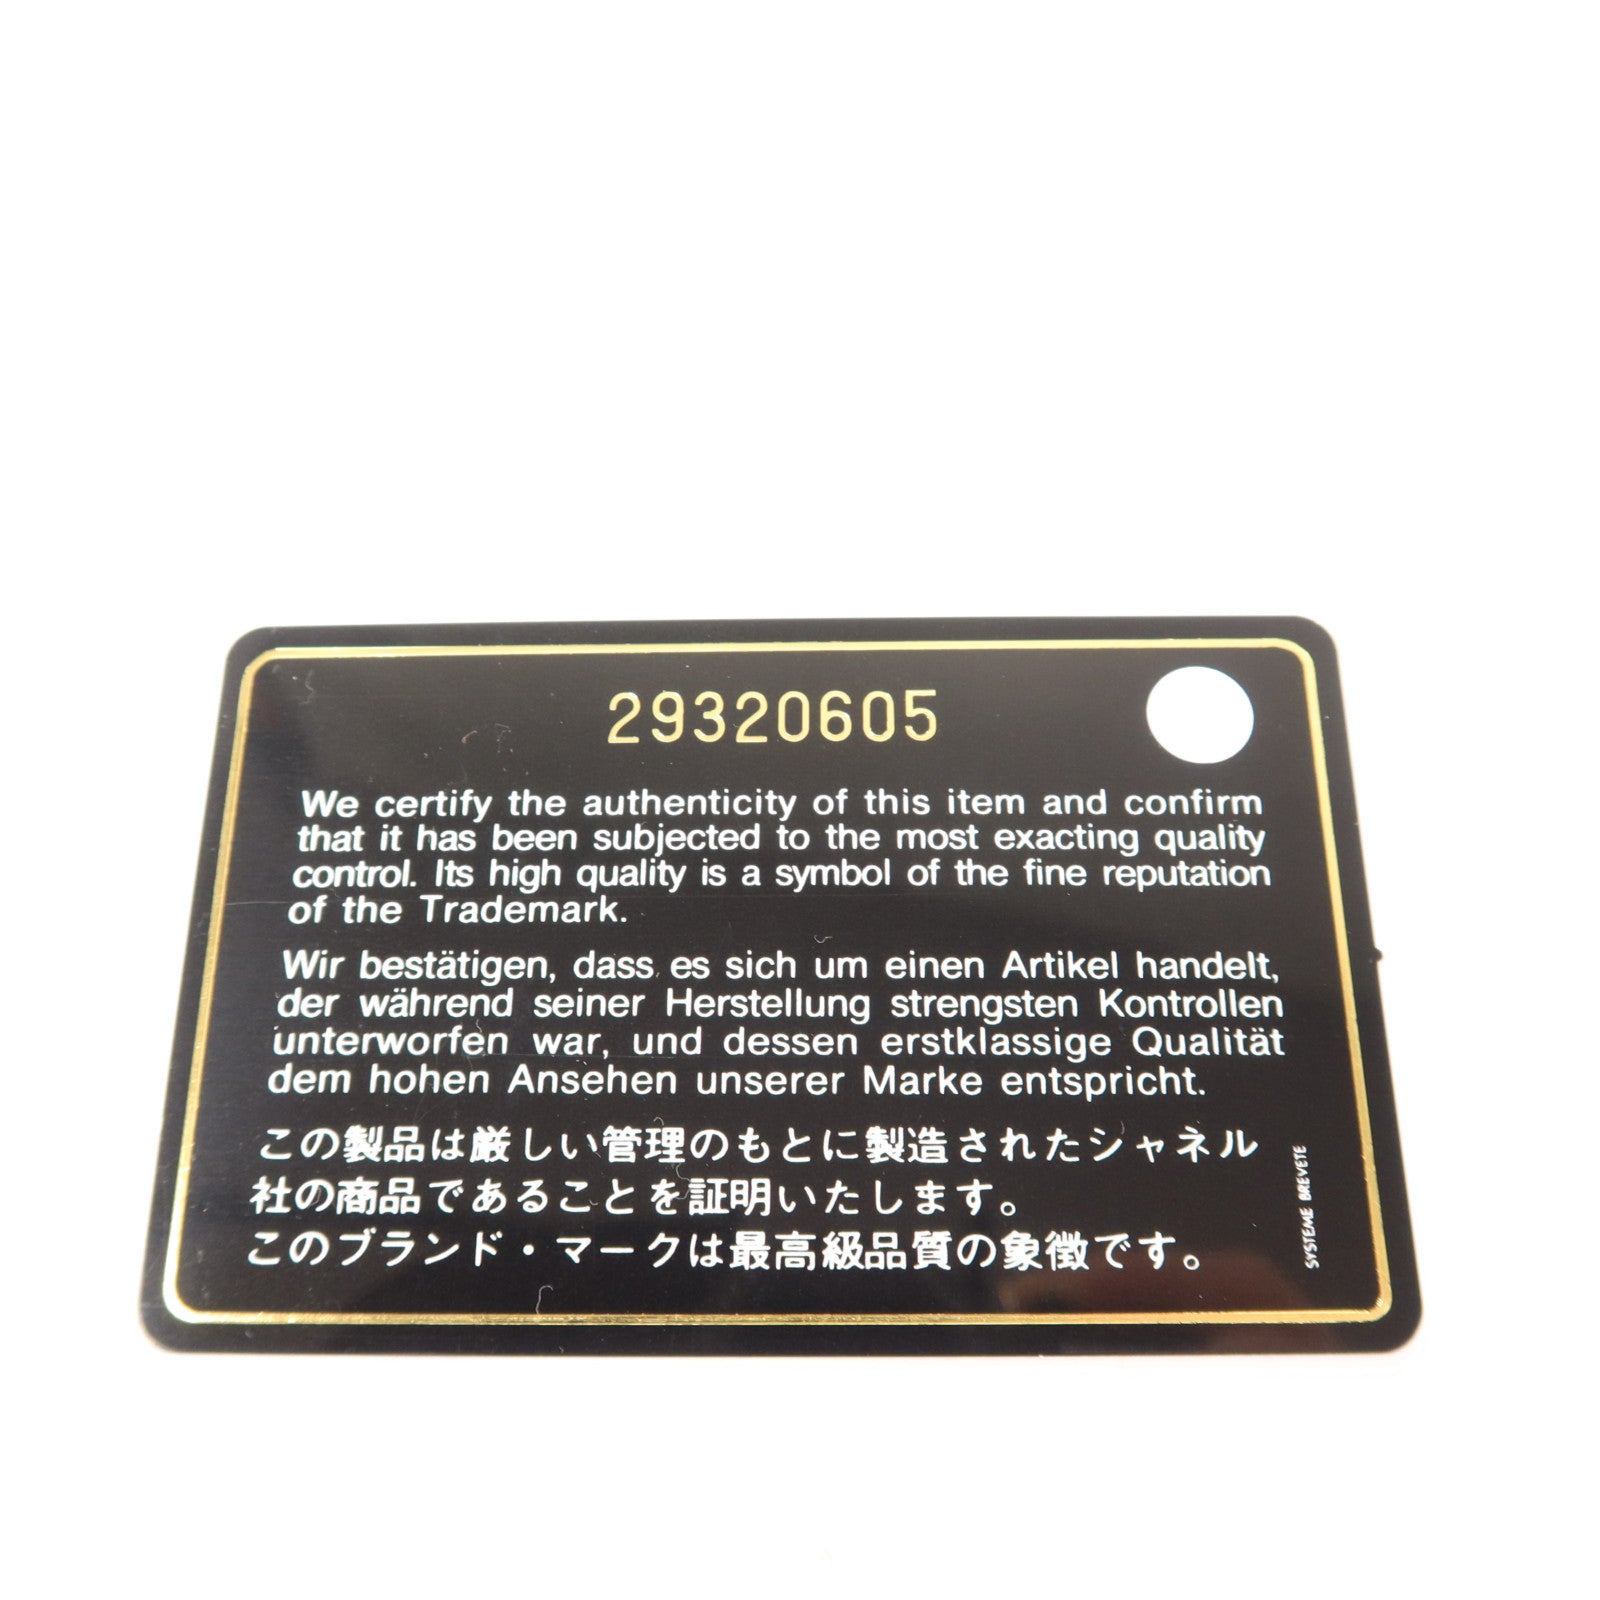 29320605
We certify the authenticity of this item and confirm
that it has been subjected to the most exacting quality
control. Its high quality is a symbol of the fine reputation
of the Trademark.
Wir bestätigen, dass es sich um einen Artikel handelt,
der während seiner Herstellung strengsten Kontrollen
unterworfen war, und dessen erstklassige Qualität
dem hohen Ansehen unserer Marke entspricht.
この製品は厳しい管理のもとに製造されたシャネル
社の商品であることを証明いたします。
このブランド・マークは最高級品質の象徴です。
SYSTEME BREVETE